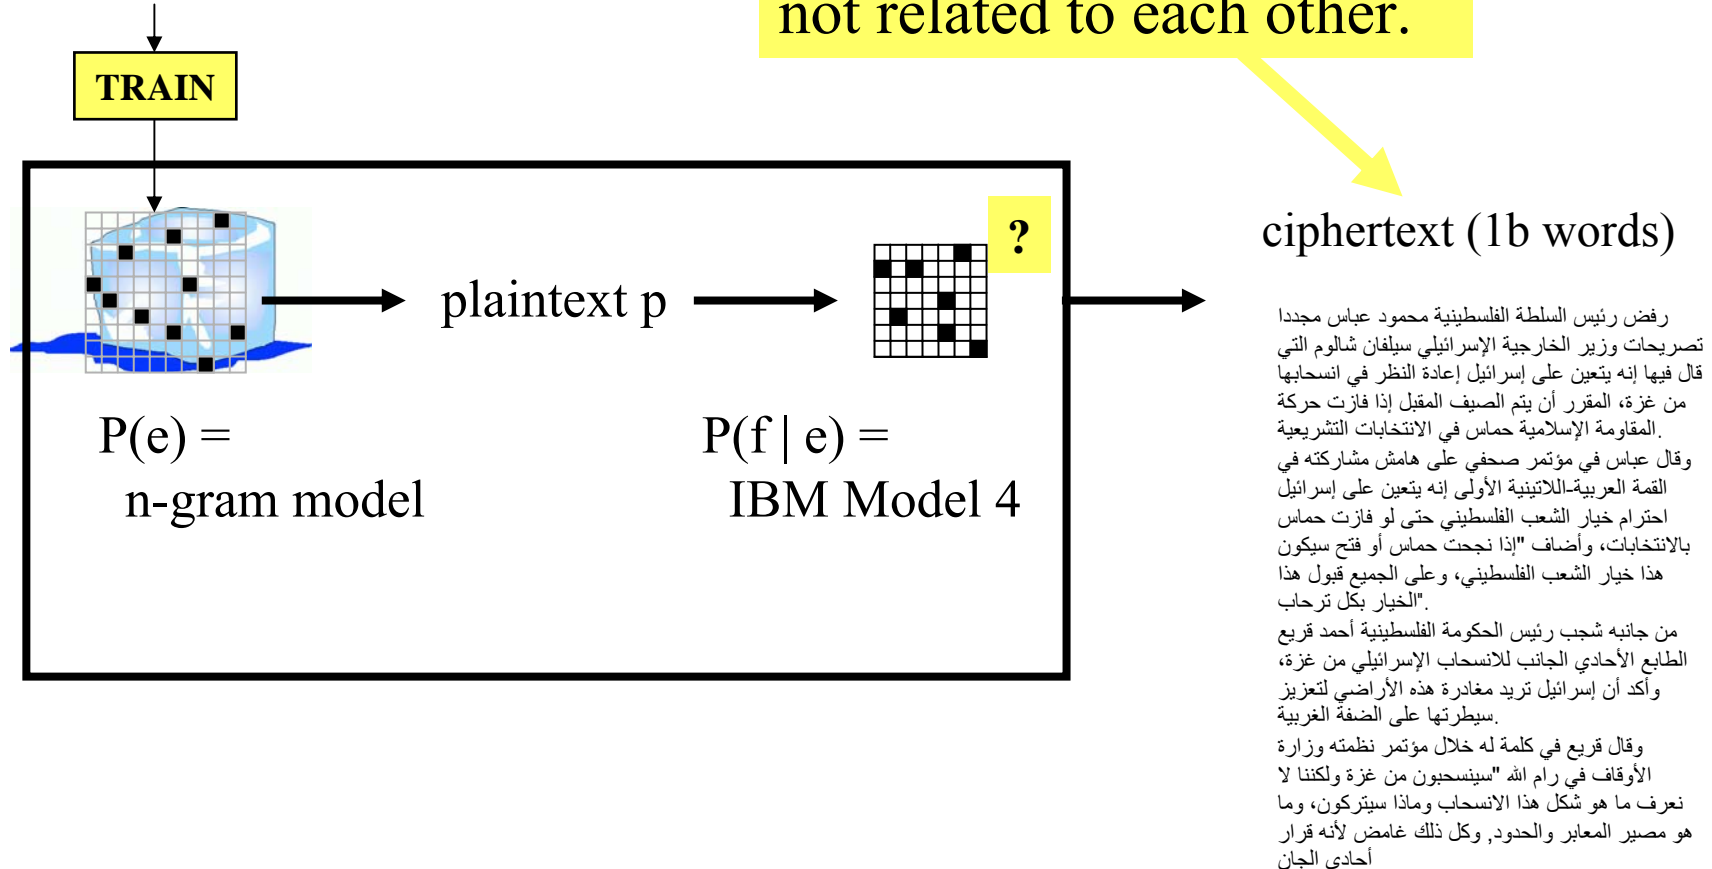 not related to each other.
TRAIN
?
ciphertext (1b words)
plaintext p
P(e) =
n-gram model
P(f | e) =
IBM Model 4
رفض رئيس السلطة الفلسطينية محمود عباس مجددا
تصريحات وزير الخارجية الإسرائيلي سيلفان شالوم التي
قال فيها إنه يتعين على إسرائيل إعادة النظر في انسحابها
من غزة، المقرر أن يتم الصيف المقبل إذا فازت حركة
المقاومة الإسلامية حماس في الانتخابات التشريعية.
وقال عباس في مؤتمر صحفي على هامش مشاركته في
القمة العربية-اللاتينية الأولى إنه يتعين على إسرائيل
احترام خيار الشعب الفلسطيني حتى لو فازت حماس
بالانتخابات، وأضاف "إذا نجحت حماس أو فتح سيكون
هذا خيار الشعب الفلسطيني، وعلى الجميع قبول هذا
الخيار بكل ترحاب".
من جانبه شجب رئيس الحكومة الفلسطينية أحمد قريع
الطابع الأحادي الجانب للانسحاب الإسرائيلي من غزة،
وأكد أن إسرائيل تريد مغادرة هذه الأراضي لتعزيز
سيطرتها على الضفة الغربية.
وقال قريع في كلمة له خلال مؤتمر نظمته وزارة
الأوقاف في رام الله "سينسحبون من غزة ولكننا لا
نعرف ما هو شكل هذا الانسحاب وماذا سيتركون، وما
هو مصير المعابر والحدود, وكل ذلك غامض لأنه قرار
أحادي الجان